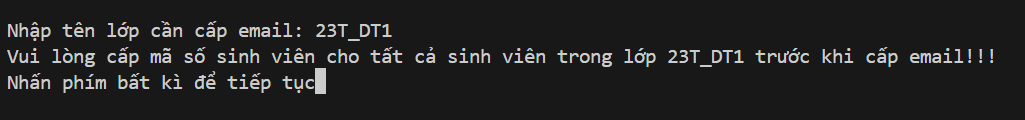 Nhập tên lớp cần cấp email: 23T_DT1
Vui lòng cấp mã số sinh viên cho tất cả sinh viên trong lớp 23T_DT1 trước khi cấp email!!!
Nhấn phím bất kì để tiếp tục